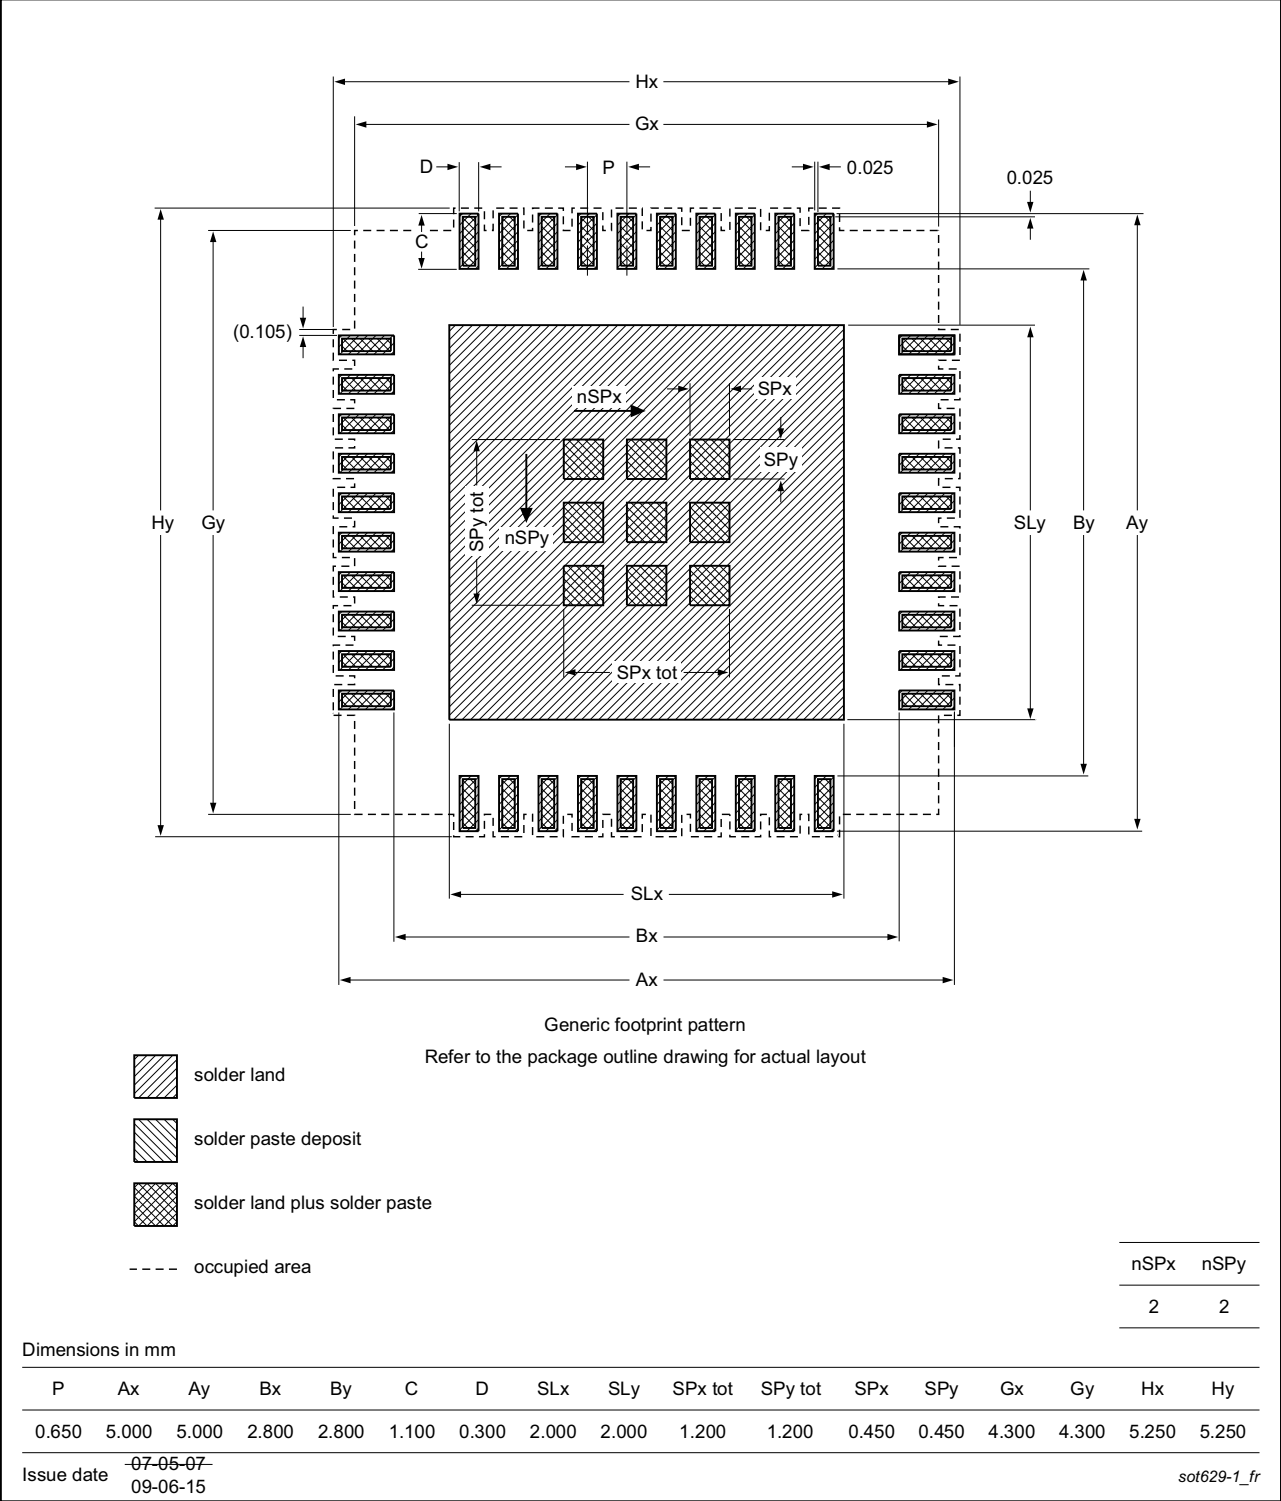 Hx
Gx
D
P
0.025
0.025
C
(0.105)
nSPx
SPx
SPy
SPy tot
nSPy
Hy
Gy
SLy
By
Ay
SPx tot
SLx
Bx
Ax
Generic footprint pattern
Refer to the package outline drawing for actual layout
solder land
solder paste deposit
solder land plus solder paste
occupied area
nSPx nSPy
2 2
Dimensions in mm
P Ax Ay Bx By C D SLx SLy SPx tot SPy tot SPx SPy Gx Gy Hx Hy
0.650 5.000 5.000 2.800 2.800 1.100 0.300 2.000 2.000 1.200 1.200 0.450 0.450 4.300 4.300 5.250 5.250
Issue date 07-05-07
09-06-15
sot629-1_fr